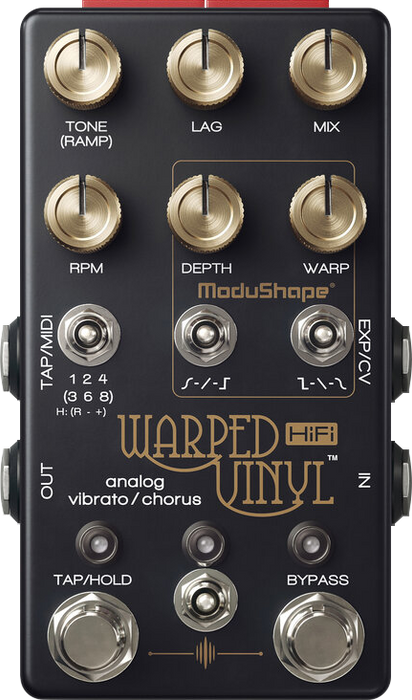 TONE LAG MIX
(RAMP)
RPM DEPTH WARP
ModuShape®
TAP/MIDI
EXP/CV
1 2 4
(3 6 8)
H: (R - +)
WARPED HiFi
VINYL™
analog
vibrato/chorus
OUT
IN
TAP/HOLD BYPASS